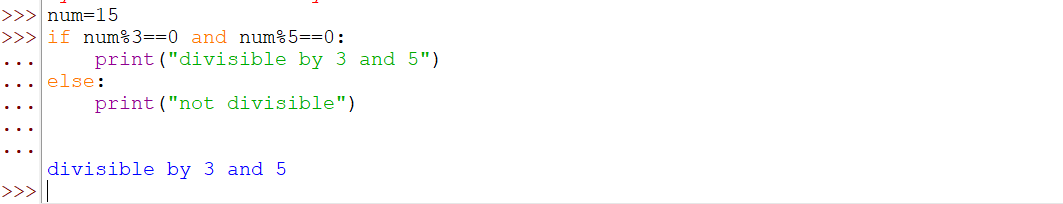 >>> num=15
>>> if num%3==0 and num%5==0:
...     print("divisible by 3 and 5")
... else:
...     print("not divisible")
...
...
divisible by 3 and 5
>>>